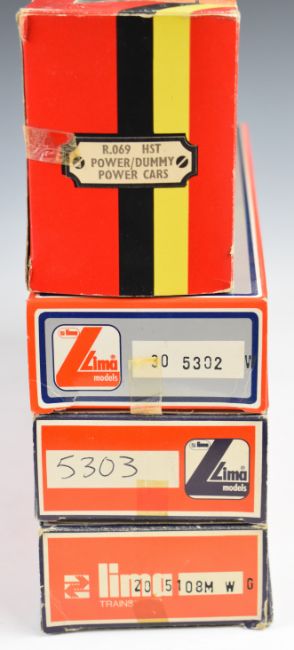 R.069 HST
POWER/DUMMY
POWER CARS
Lima
models
30 5302 W
5303
Lima
models
lima
TRAINS
20 5108M W G